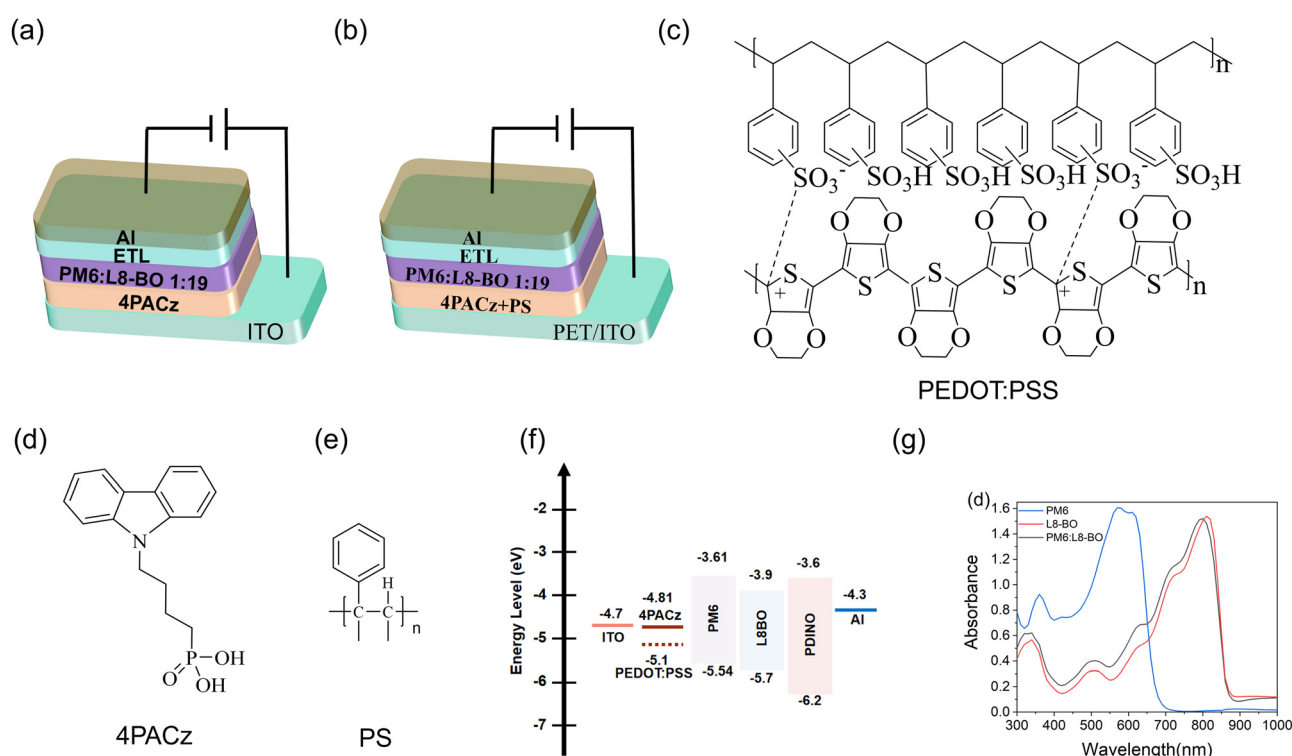 (a)
Al
ETL
PM6:L8-BO 1:19
4PACz
ITO
(b)
Al
ETL
PM6:L8-BO 1:19
4PACz+PS
PET/ITO
(c)
n
SO₃⁻ SO₃H SO₃H SO₃H SO₃⁻ SO₃H
O O O O O O
S S S S S S
+ +
n
O O O O O O
PEDOT:PSS
(d)
N
O P OH
OH
4PACz
(e)
H
C C
n
PS
(f)
Energy Level (eV)
-2
-3
-4
-5
-6
-7
-4.7
ITO
-4.81
4PACz
-5.1
PEDOT:PSS
-3.61
PM6
-5.54
-3.9
L8BO
-5.7
-3.6
PDINO
-6.2
-4.3
Al
(g)
(d)
PM6
L8-BO
PM6:L8-BO
Absorbance
1.6
1.4
1.2
1.0
0.8
0.6
0.4
0.2
0.0
300 400 500 600 700 800 900 1000
Wavelength(nm)